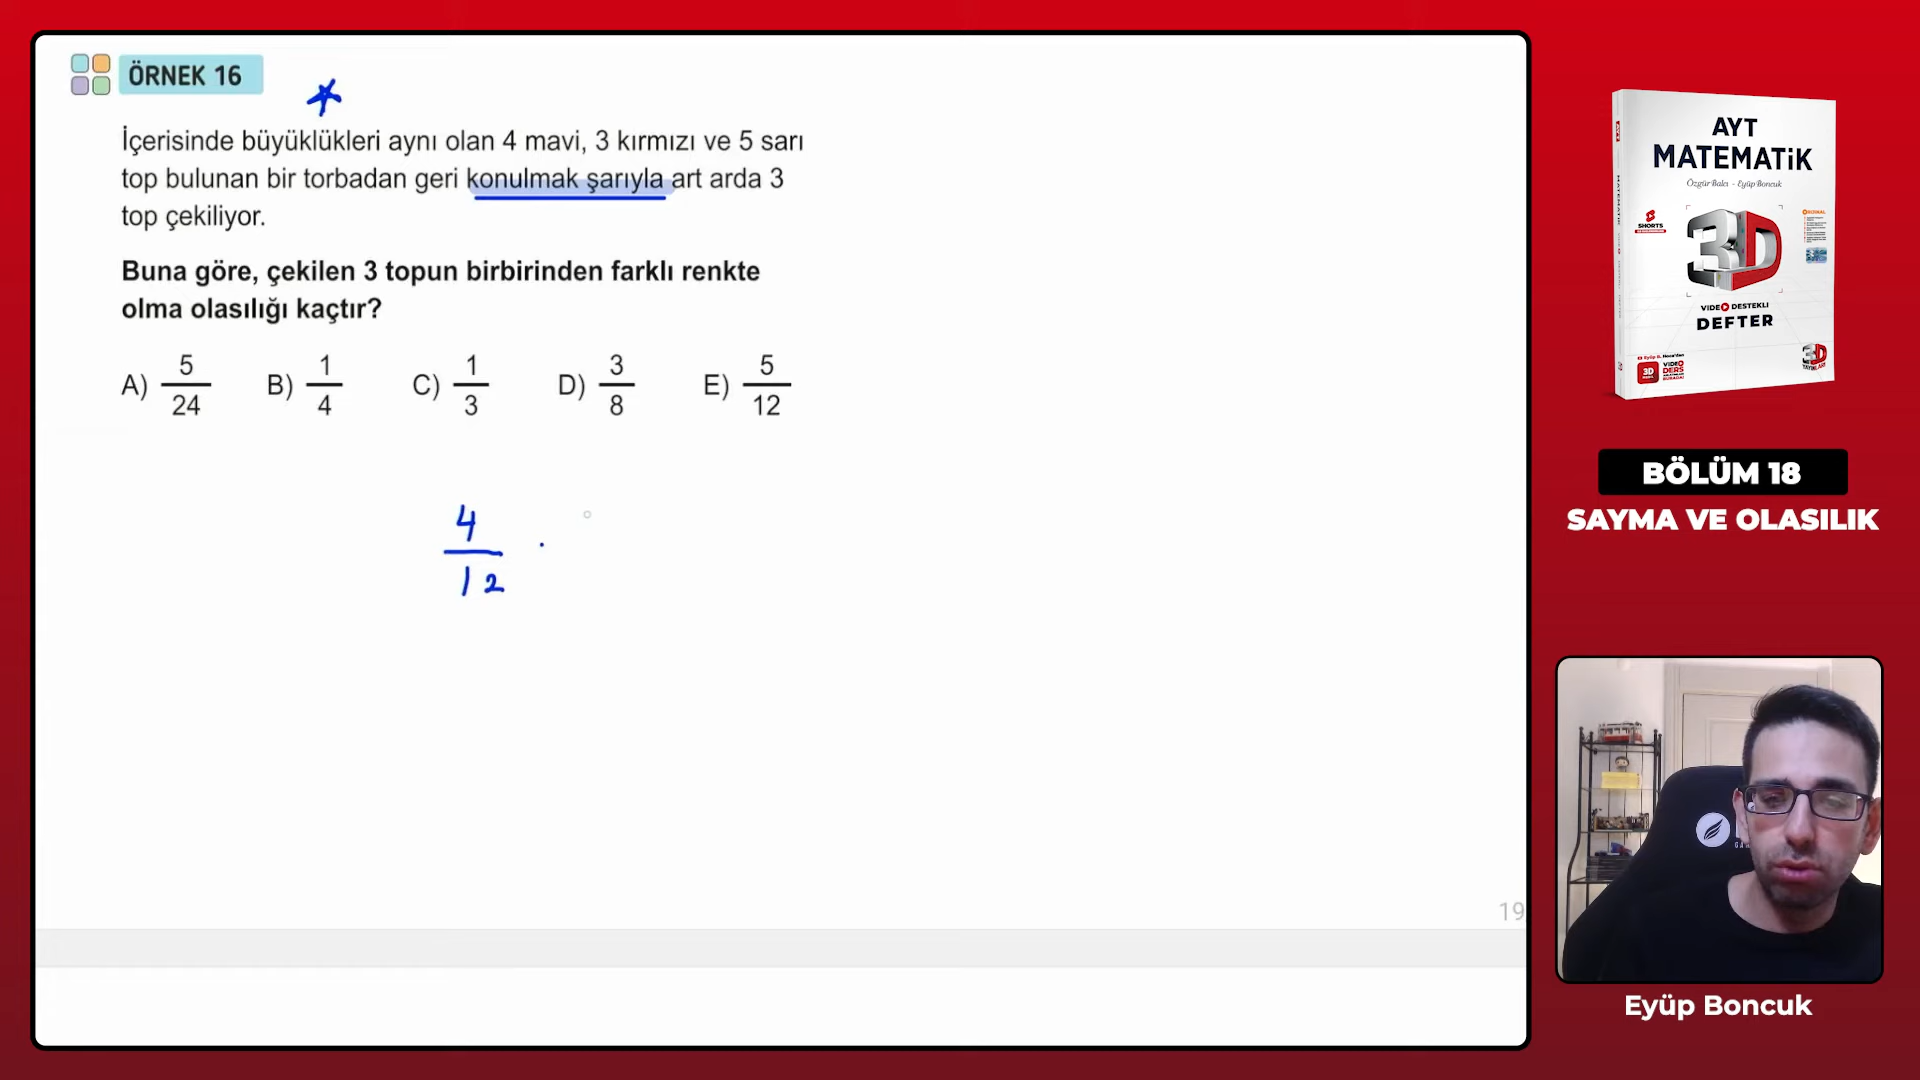 ÖRNEK 16
İçerisinde büyüklükleri aynı olan 4 mavi, 3 kırmızı ve 5 sarı
top bulunan bir torbadan geri konulmak şarıyla art arda 3
top çekiliyor.
Buna göre, çekilen 3 topun birbirinden farklı renkte
olma olasılığı kaçtır?
A) 5/24 B) 1/4 C) 1/3 D) 3/8 E) 5/12
4/12 .
19
AYT
MATEMATİK
Özgür Balcı - Eyüp Boncuk
SHORTS
3D
VIDEO DESTEKLİ
DEFTER
BÖLÜM 18
SAYMA VE OLASILIK
Eyüp Boncuk